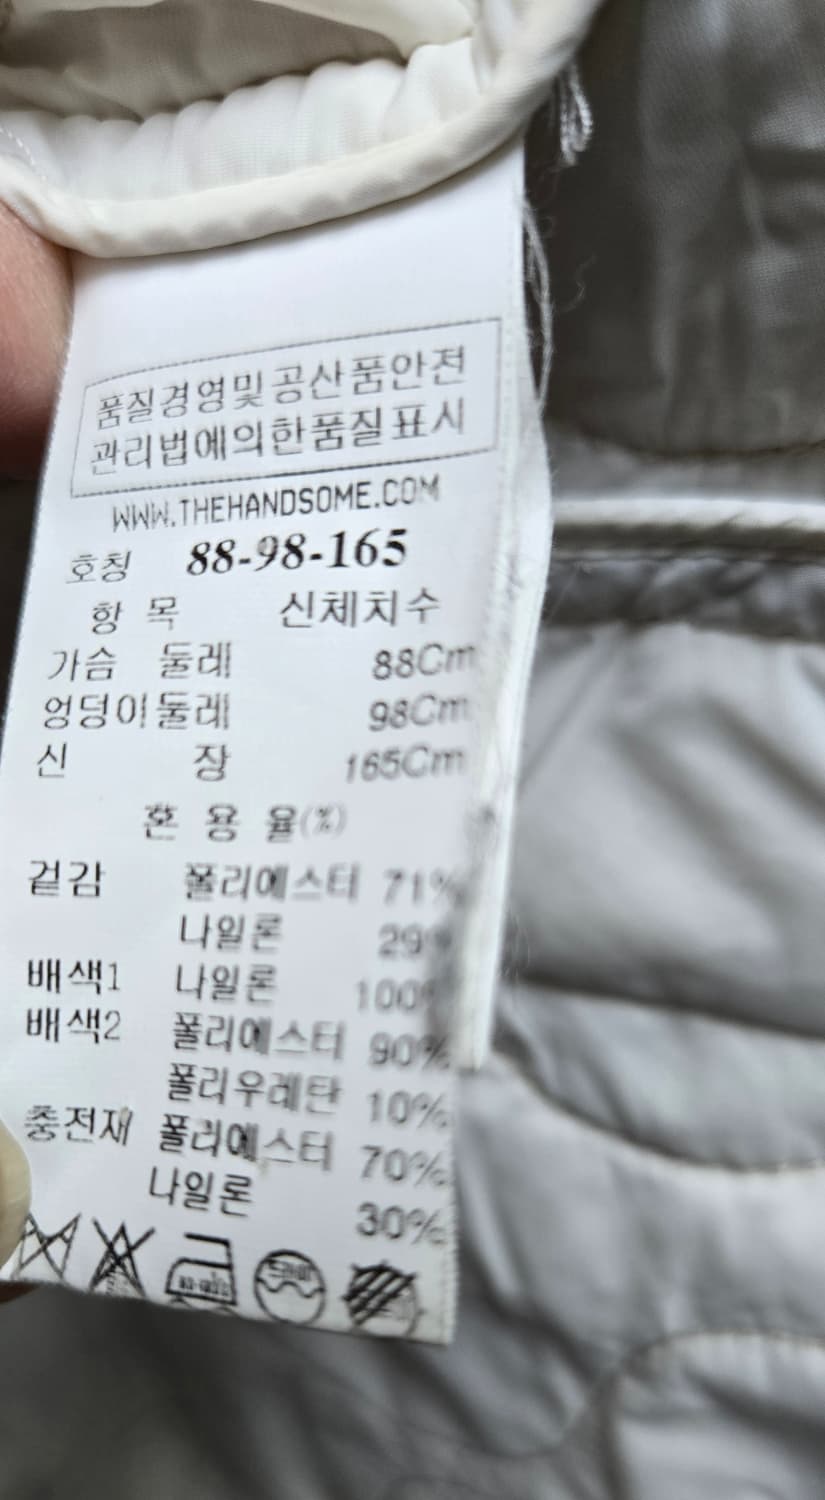 품질경영및공산품안전
관리법에의한품질표시
WWW.THEHANDSOME.COM
호칭 88-98-165
항 목 신체치수
가슴 둘레 88Cm
엉덩이둘레 98Cm
신 장 165Cm
혼 용 율(%)
겉감 폴리에스터 71%
나일론 29%
배색1 나일론 100%
배색2 폴리에스터 90%
폴리우레탄 10%
충전재 폴리에스터 70%
나일론 30%